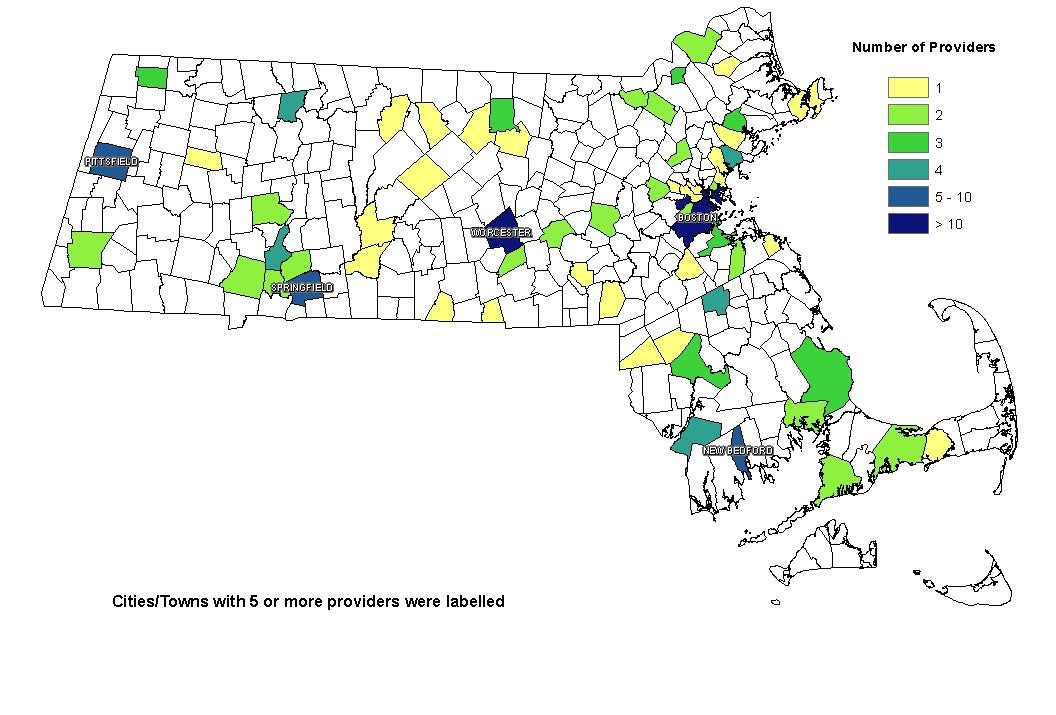 Number of Providers
1
2
3
4
5 - 10
> 10
PITTSFIELD
WORCESTER
BOSTON
SPRINGFIELD
NEW BEDFORD
Cities/Towns with 5 or more providers were labelled